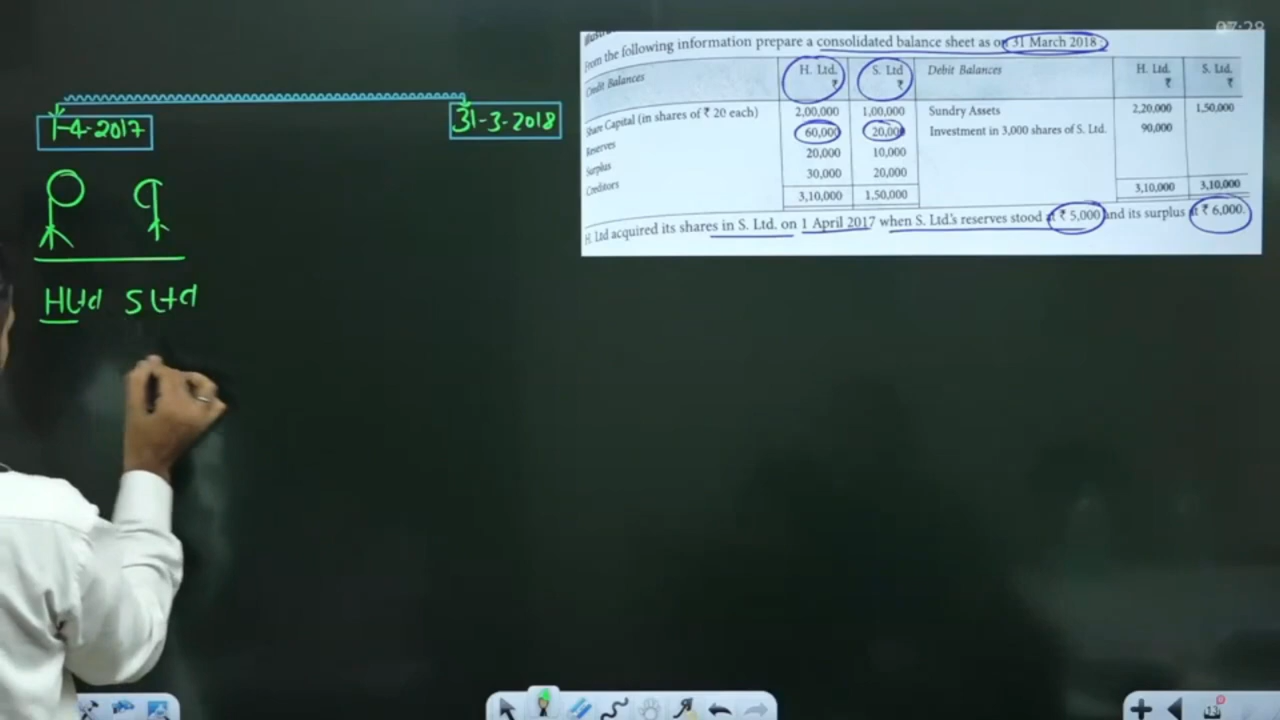 07:28
From the following information prepare a consolidated balance sheet as on 31 March 2018.
Credit Balances H. Ltd. ₹ S. Ltd ₹ Debit Balances H. Ltd. ₹ S. Ltd. ₹
Share Capital (in shares of ₹ 20 each) 2,00,000 1,00,000 Sundry Assets 2,20,000 1,50,000
Reserves 60,000 20,000 Investment in 3,000 shares of S. Ltd. 90,000
Surplus 20,000 10,000
Creditors 30,000 20,000
3,10,000 1,50,000 3,10,000 3,10,000
H. Ltd acquired its shares in S. Ltd. on 1 April 2017 when S. Ltd's reserves stood at ₹ 5,000 and its surplus at ₹ 6,000.
1-4-2017 31-3-2018
H Ltd S Ltd